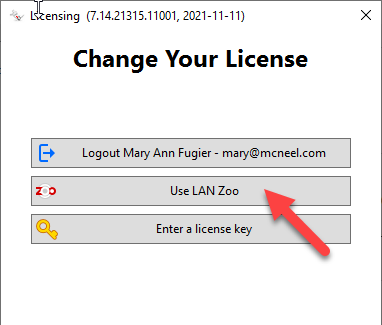 Licensing (7.14.21315.11001, 2021-11-11)
Change Your License
Logout Mary Ann Fugier - mary@mcneel.com
ZOO Use LAN Zoo
Enter a license key